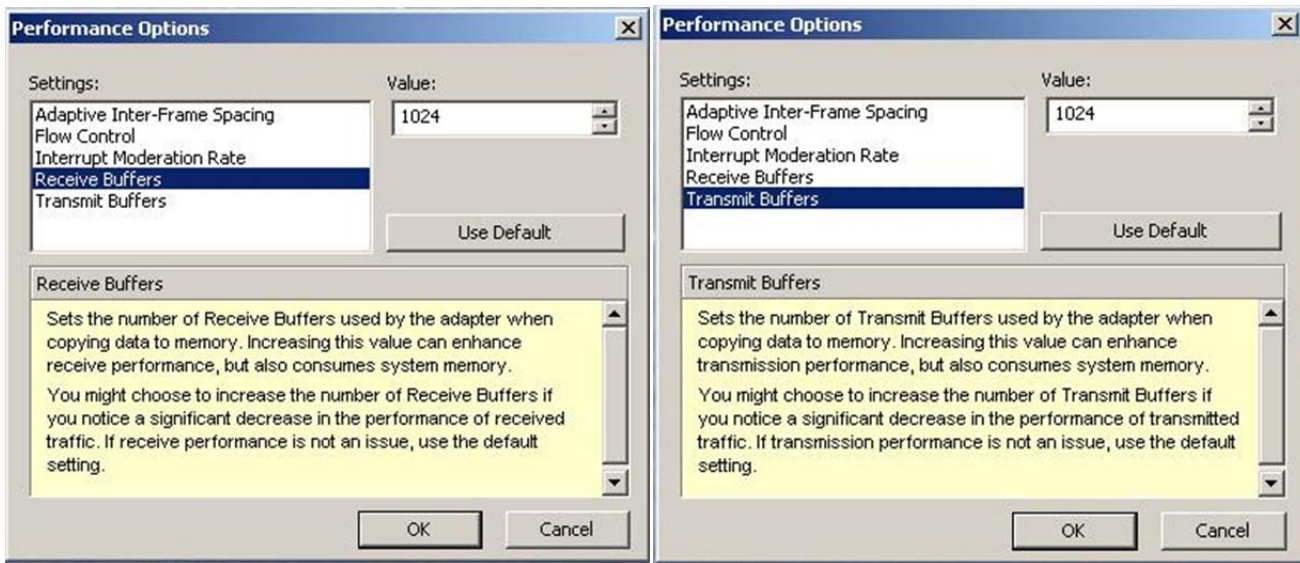 Performance Options
Settings:
Value:
Adaptive Inter-Frame Spacing
Flow Control
Interrupt Moderation Rate
Receive Buffers
Transmit Buffers
1024
Use Default
Receive Buffers
Sets the number of Receive Buffers used by the adapter when
copying data to memory. Increasing this value can enhance
receive performance, but also consumes system memory.
You might choose to increase the number of Receive Buffers if
you notice a significant decrease in the performance of received
traffic. If receive performance is not an issue, use the default
setting.
OK
Cancel
Performance Options
Settings:
Value:
Adaptive Inter-Frame Spacing
Flow Control
Interrupt Moderation Rate
Receive Buffers
Transmit Buffers
1024
Use Default
Transmit Buffers
Sets the number of Transmit Buffers used by the adapter when
copying data to memory. Increasing this value can enhance
transmission performance, but also consumes system memory.
You might choose to increase the number of Transmit Buffers if
you notice a significant decrease in the performance of transmitted
traffic. If transmission performance is not an issue, use the default
setting.
OK
Cancel